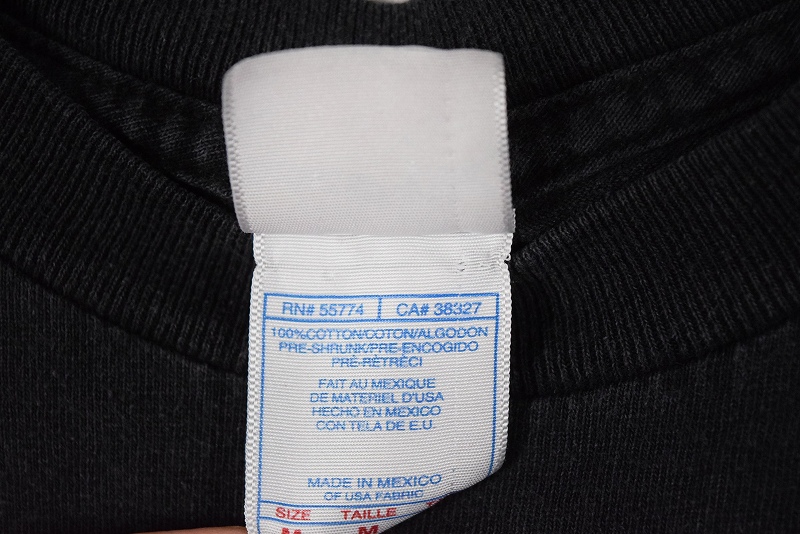 RN# 55774 CA# 38327
100%COTTON/COTON/ALGODON
PRE-SHRUNK/PRE ENCOGIDO
PRÉ-RÉTRÉCI
FAIT AU MEXIQUE
DE MATERIEL D'USA
HECHO EN MEXICO
CON TELA DE E.U.
MADE IN MEXICO
OF USA FABRIC
SIZE TAILLE
M M